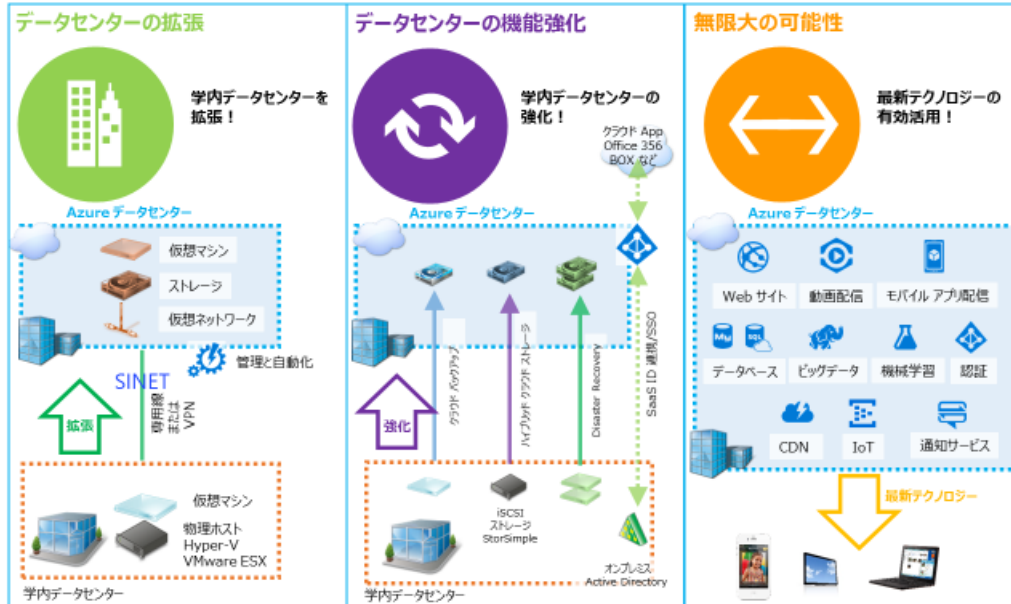 データセンターの拡張
学内データセンターを
拡張！
Azure データセンター
仮想マシン
ストレージ
仮想ネットワーク
管理と自動化
SINET
拡張
専用線
または
VPN
仮想マシン
物理ホスト
Hyper-V
VMware ESX
学内データセンター
データセンターの機能強化
学内データセンターの
強化！
クラウド App
Office 356
BOX など
Azure データセンター
クラウド バックアップ
ハイブリッド クラウド ストレージ
Disaster Recovery
SaaS ID 連携/SSO
強化
iSCSI
ストレージ
StorSimple
オンプレミス
Active Directory
学内データセンター
無限大の可能性
最新テクノロジーの
有効活用！
Azure データセンター
Web サイト
動画配信
モバイル アプリ配信
SQL
データベース
ビッグデータ
機械学習
認証
CDN
IoT
通知サービス
最新テクノロジー